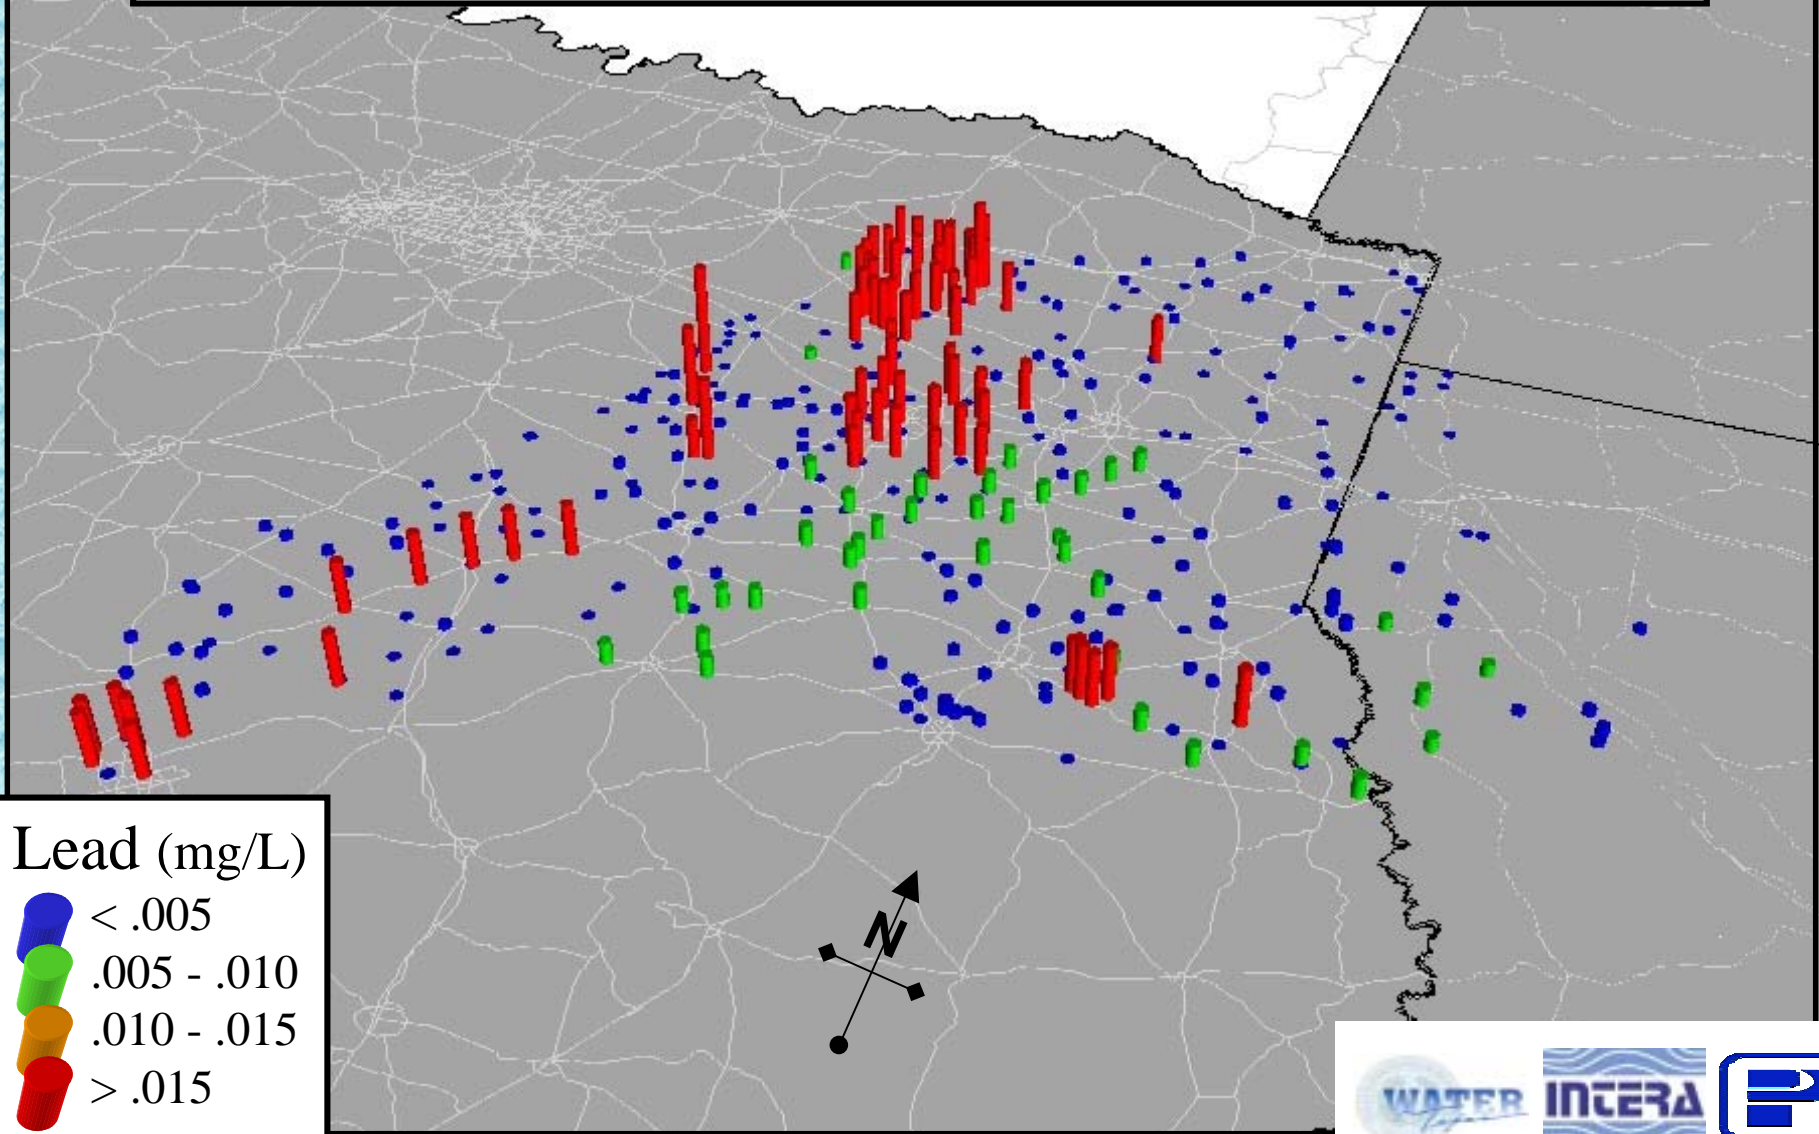 Lead (mg/L)
< .005
.005 - .010
.010 - .015
> .015
N
WATER
INTERA